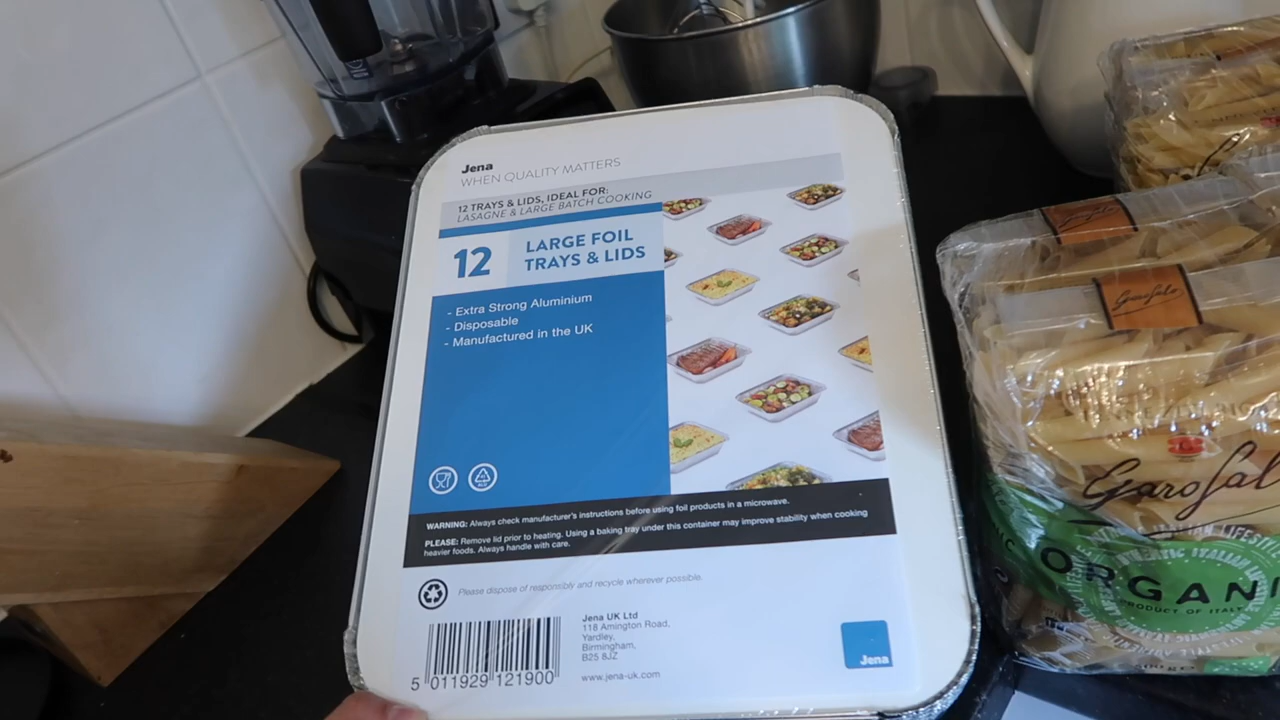 Jena
WHEN QUALITY MATTERS
12 TRAYS & LIDS, IDEAL FOR:
LASAGNE & LARGE BATCH COOKING
12
LARGE FOIL
TRAYS & LIDS
- Extra Strong Aluminium
- Disposable
- Manufactured in the UK
WARNING: Always check manufacturer's instructions before using foil products in a microwave.
PLEASE: Remove lid prior to heating. Using a baking tray under this container may improve stability when cooking
heavier foods. Always handle with care.
Please dispose of responsibly and recycle wherever possible.
Jena UK Ltd
118 Amington Road,
Yardley,
Birmingham,
B25 8JZ
www.jena-uk.com
5 011929 121900
Jena
Garofalo
Garofal
ORGANI
PRODUCT OF ITALY